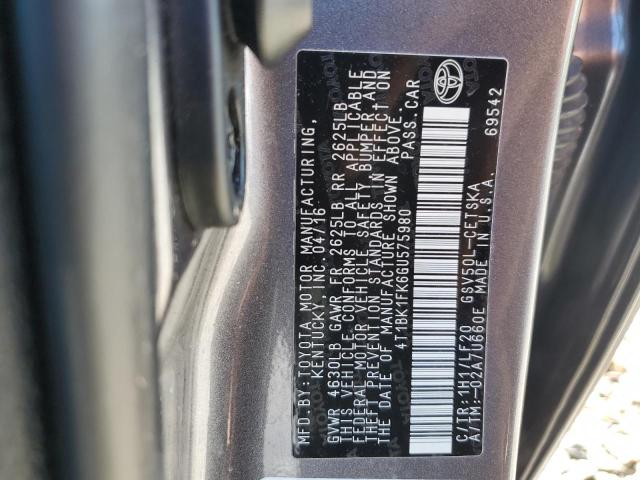 MFD.BY:TOYOTA MOTOR MANUFACTURING,
KENTUCKY, INC. 04/16
GVWR 4630LB GAWR FR 2625LB RR 2625LB
THIS VEHICLE CONFORMS TO ALL APPLICABLE
FEDERAL MOTOR VEHICLE SAFETY BUMPER,AND
THEFT PREVENTION STANDARDS IN EFFECT ON
THE DATE OF MANUFACTURE SHOWN ABOVE.
4T1BK1FK6GU575980 PASS.CAR
C/TR:1H1/LF20 GSV50L-CETSKA
A/TM:-02A/U660E MADE IN U.S.A.
69542